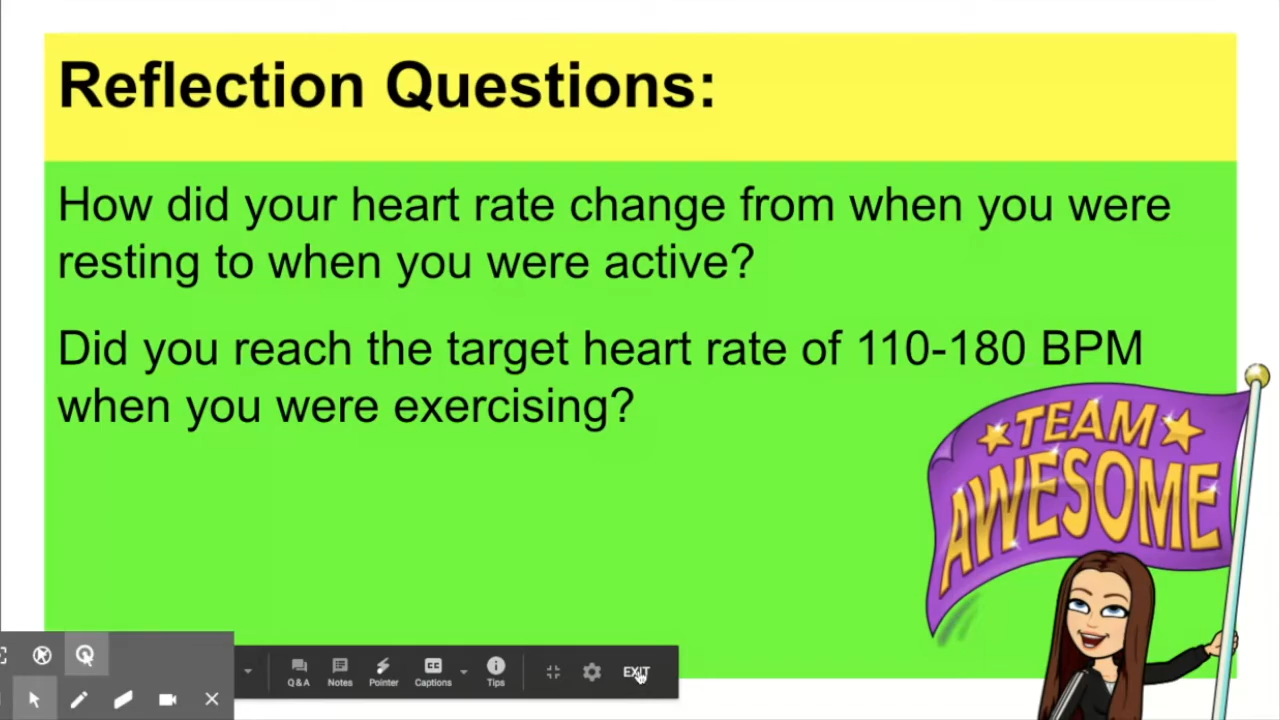 Reflection Questions:
How did your heart rate change from when you were
resting to when you were active?
Did you reach the target heart rate of 110-180 BPM
when you were exercising?
TEAM
AWESOME
Q&A Notes Pointer Captions Tips EXIT